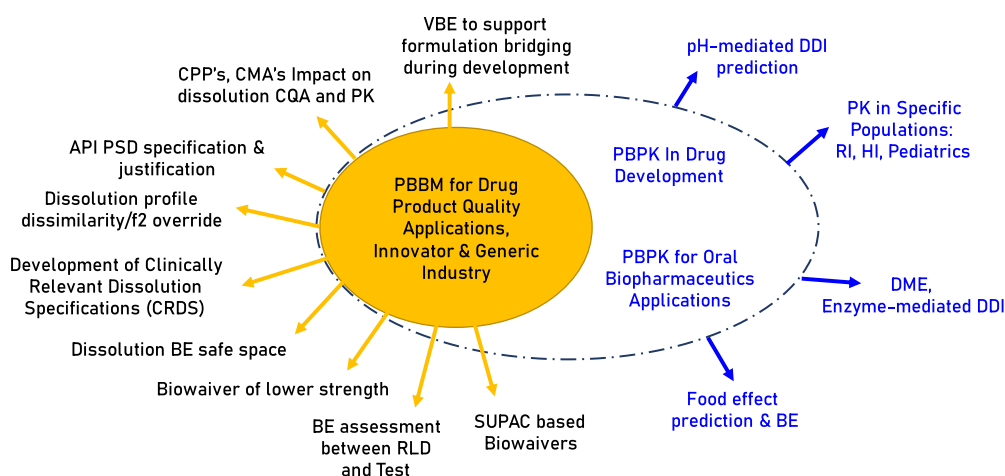 VBE to support
formulation bridging
during development
CPP's, CMA's Impact on
dissolution CQA and PK
API PSD specification &
justification
Dissolution profile
dissimilarity/f2 override
Development of Clinically
Relevant Dissolution
Specifications (CRDS)
Dissolution BE safe space
Biowaiver of lower strength
BE assessment
between RLD
and Test
SUPAC based
Biowaivers
PBBM for Drug
Product Quality
Applications,
Innovator & Generic
Industry
PBPK In Drug
Development
PBPK for Oral
Biopharmaceutics
Applications
pH-mediated DDI
prediction
PK in Specific
Populations:
RI, HI, Pediatrics
DME,
Enzyme-mediated DDI
Food effect
prediction & BE